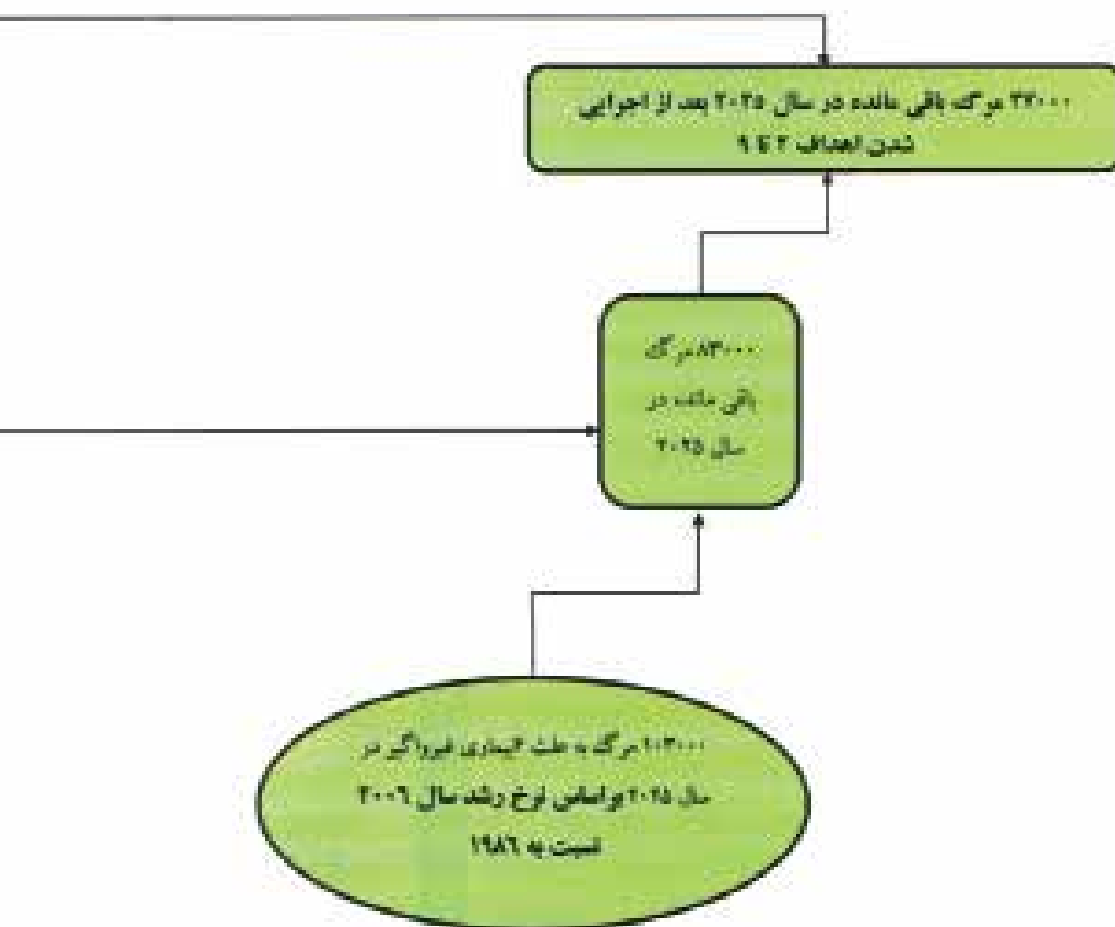 مرگ باقی مانده در سال ۲۰۲۵ بعد از اجرایی
شدن اهداف ۲ تا ۹
۸۳۰۰۰ مرگ
باقی مانده در
سال ۲۰۲۵
۱۰۳۰۰۰ مرگ به علت بیماری غیرواگیر در
سال ۲۰۲۵ براساس نرخ رشد سال ۲۰۰۶
نسبت به ۱۹۸۶